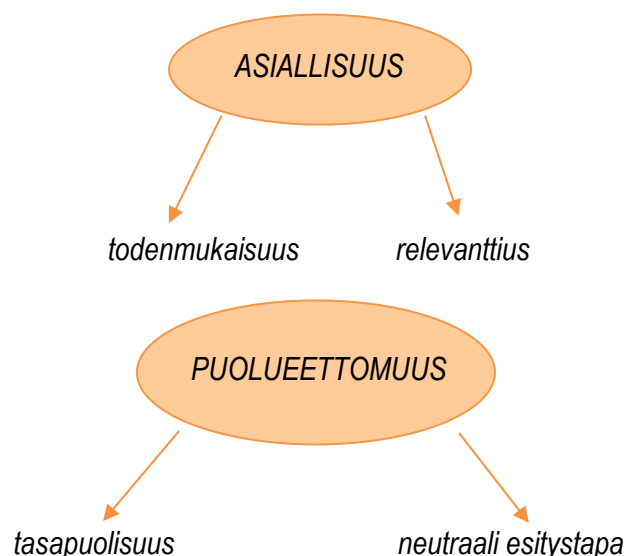 ASIALLISUUS
todenmukaisuus relevanttius
PUOLUEETTOMUUS
tasapuolisuus neutraali esitystapa